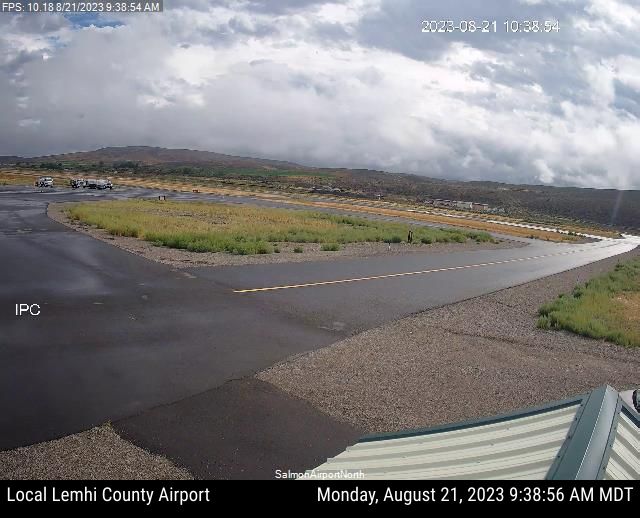 FPS: 10.18 8/21/2023 9:38:54 AM
2023-08-21 10:38:54
IPC
SalmonAirportNorth
Local Lemhi County Airport
Monday, August 21, 2023 9:38:56 AM MDT